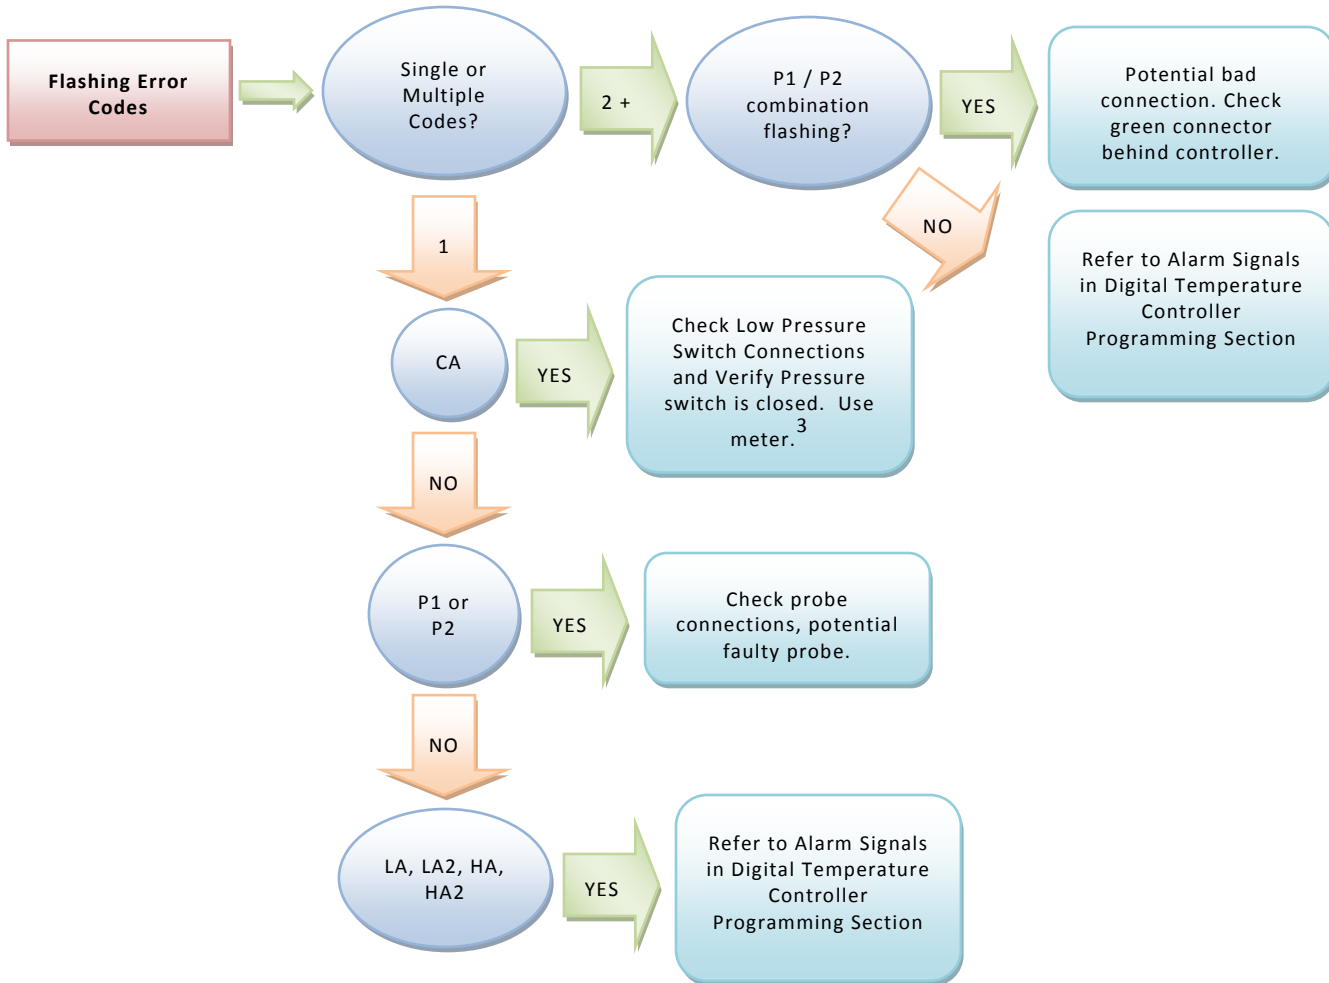 Flashing Error
Codes
Single or
Multiple
Codes?
2 +
P1 / P2
combination
flashing?
YES
Potential bad
connection. Check
green connector
behind controller.
NO
Refer to Alarm Signals
in Digital Temperature
Controller
Programming Section
1
CA
YES
Check Low Pressure
Switch Connections
and Verify Pressure
switch is closed. Use
meter.3
NO
P1 or
P2
YES
Check probe
connections, potential
faulty probe.
NO
LA, LA2, HA,
HA2
YES
Refer to Alarm Signals
in Digital Temperature
Controller
Programming Section